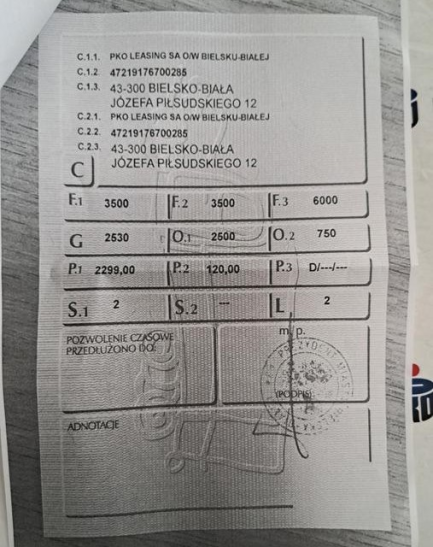 C.1.1. PKO LEASING SA O/W BIELSKU-BIAŁEJ
C.1.2 47219176700285
C.1.3. 43-300 BIELSKO-BIAŁA
JÓZEFA PIŁSUDSKIEGO 12
C.2.1. PKO LEASING SA O/W BIELSKU-BIAŁEJ
C.2.2. 47219176700285
C.2.3. 43-300 BIELSKO-BIAŁA
JÓZEFA PIŁSUDSKIEGO 12
C
F.1 3500 F.2 3500 F.3 6000
G 2530 O.1 2500 O.2 750
P.1 2299,00 P.2 120,00 P.3 D/---/---
S.1 2 S.2 --- L 2
POZWOLENIE CZASOWE
PRZEDŁUŻONO DO:
m. p.
(PODPIS)
ADNOTACJE